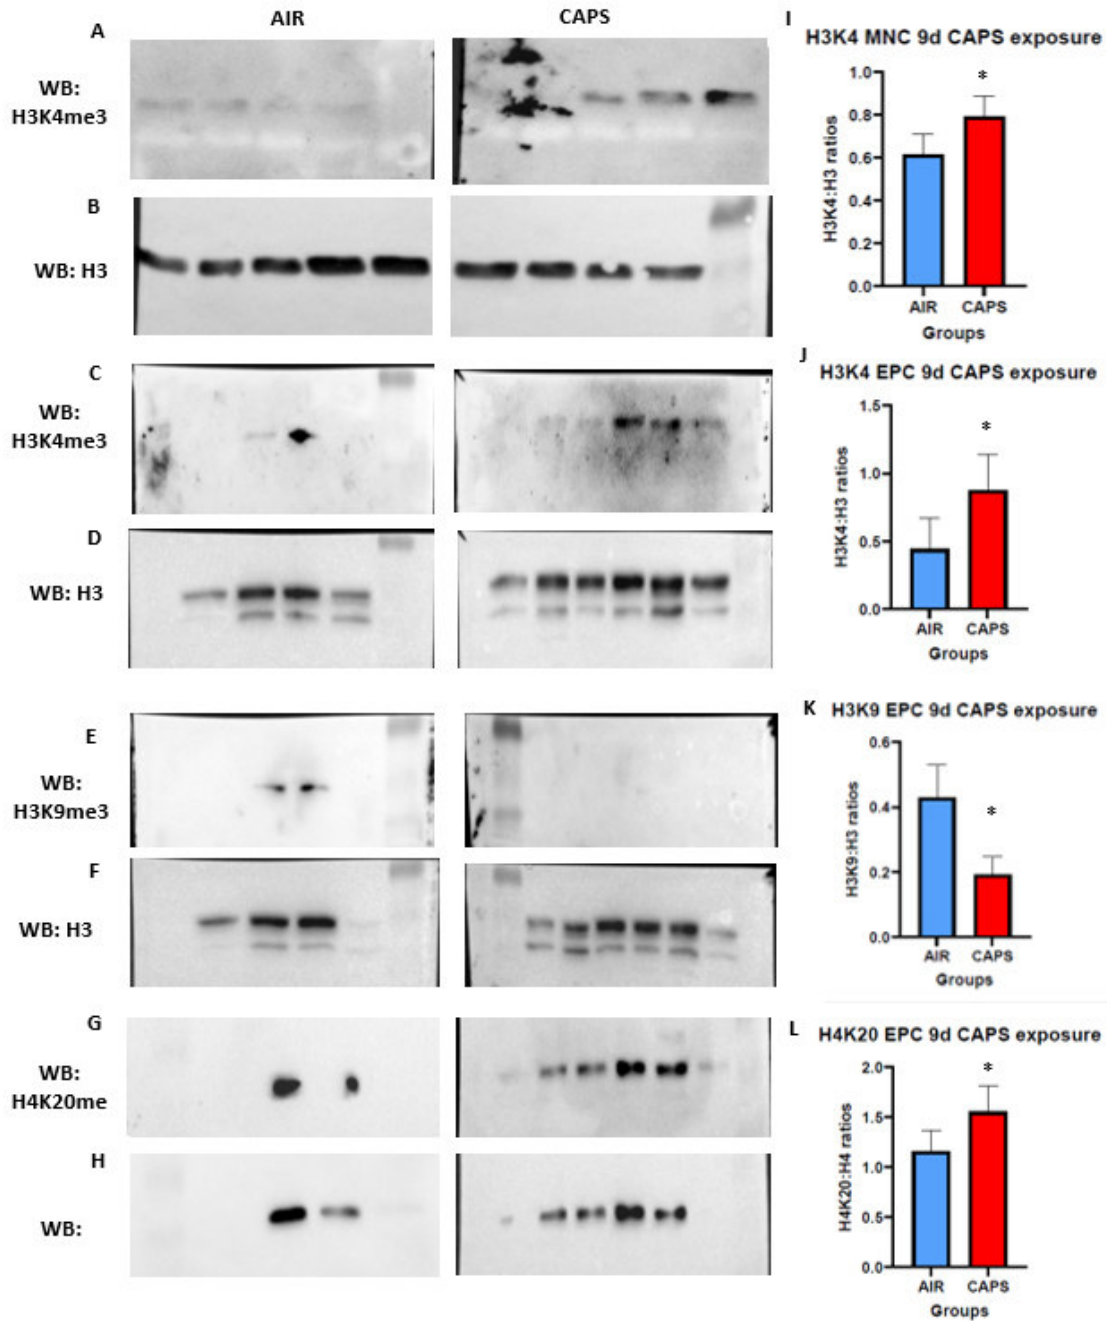 AIR
CAPS
A
WB:
H3K4me3
B
WB: H3
C
WB:
H3K4me3
D
WB: H3
E
WB:
H3K9me3
F
WB: H3
G
WB:
H4K20me
H
WB:
I
H3K4 MNC 9d CAPS exposure
H3K4:H3 ratios
1.0
0.8
0.6
0.4
0.2
0.0
*
AIR
CAPS
Groups
J
H3K4 EPC 9d CAPS exposure
H3K4:H3 ratios
1.5
1.0
0.5
0.0
*
AIR
CAPS
Groups
K
H3K9 EPC 9d CAPS exposure
H3K9:H3 ratios
0.6
0.4
0.2
0.0
*
AIR
CAPS
Groups
L
H4K20 EPC 9d CAPS exposure
H4K20:H4 ratios
2.0
1.5
1.0
0.5
0.0
*
AIR
CAPS
Groups